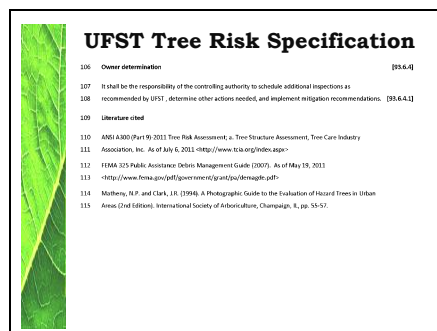 UFST Tree Risk Specification
106 Owner determination [93.6.4]
107 It shall be the responsibility of the controlling authority to schedule additional inspections as
108 recommended by UFST , determine other actions needed, and implement mitigation recommendations. [93.6.4.1]
109 Literature cited
110 ANSI A300 (Part 9)-2011 Tree Risk Assessment; a. Tree Structure Assessment, Tree Care Industry
111 Association, Inc. As of July 6, 2011 <http://www.tcia.org/index.aspx>
112 FEMA 325 Public Assistance Debris Management Guide (2007). As of May 19, 2011
113 <http://www.fema.gov/pdf/government/grant/pa/demagde.pdf>
114 Matheny, N.P. and Clark, J.R. (1994). A Photographic Guide to the Evaluation of Hazard Trees in Urban
115 Areas (2nd Edition). International Society of Arboriculture, Champaign, IL, pp. 55-57.